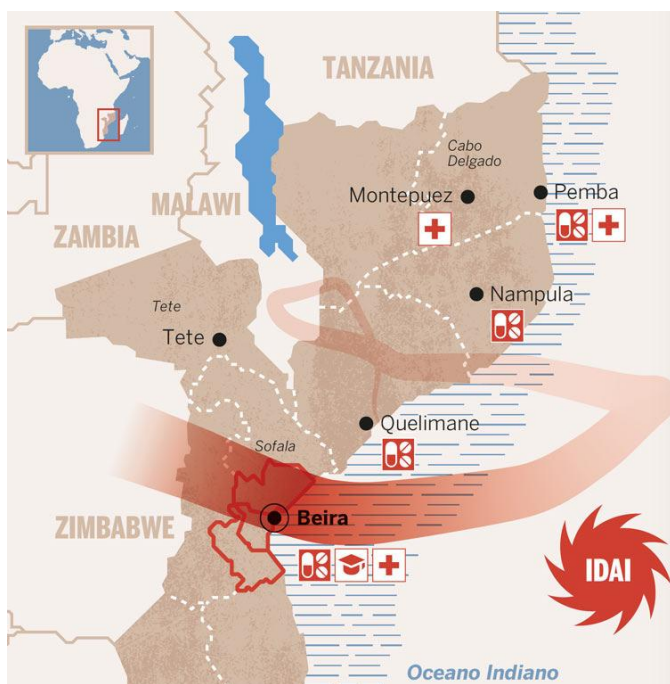 TANZANIA
Cabo
Delgado
Montepuez
Pemba
MALAWI
ZAMBIA
Nampula
Tete
Tete
Quelimane
Sofala
Beira
ZIMBABWE
IDAI
Oceano Indiano